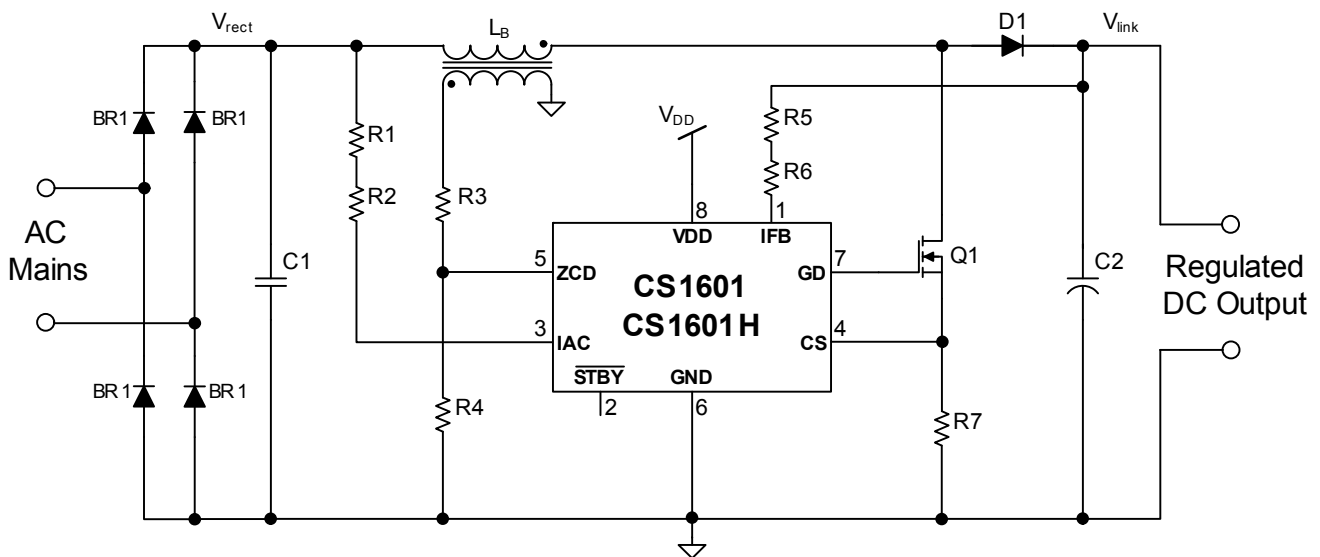 Vrect
LB
D1
Vlink
BR1
BR1
R1
VDD
R5
R6
R2
R3
8
1
VDD
IFB
AC
Mains
C1
5
ZCD
CS1601
CS1601H
GD
7
Q1
C2
Regulated
DC Output
3
IAC
CS
4
BR1
BR1
STBY
GND
2
6
R4
R7